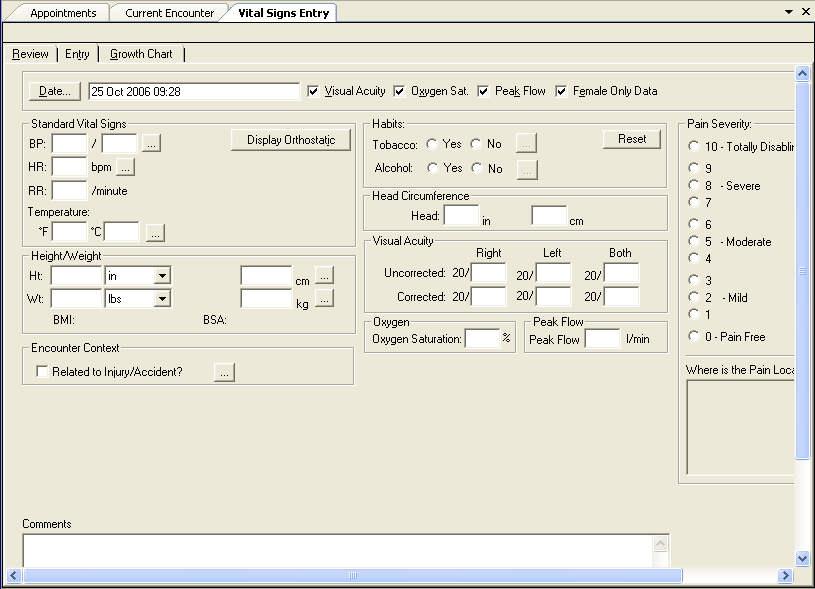 Appointments Current Encounter Vital Signs Entry
Review Entry Growth Chart
Date... 25 Oct 2006 09:28 Visual Acuity Oxygen Sat. Peak Flow Female Only Data
Standard Vital Signs
BP: / ... Display Orthostatic
HR: bpm ...
RR: /minute
Temperature:
°F °C ...
Height/Weight
Ht: in cm ...
Wt: lbs kg ...
BMI: BSA:
Encounter Context
Related to Injury/Accident? ...
Habits:
Tobacco: Yes No ... Reset
Alcohol: Yes No ...
Head Circumference
Head: in cm
Visual Acuity
Right Left Both
Uncorrected: 20/ 20/ 20/
Corrected: 20/ 20/ 20/
Oxygen
Oxygen Saturation: %
Peak Flow
Peak Flow l/min
Pain Severity:
10 - Totally Disablin
9
8 - Severe
7
6
5 - Moderate
4
3
2 - Mild
1
0 - Pain Free
Where is the Pain Loca
Comments